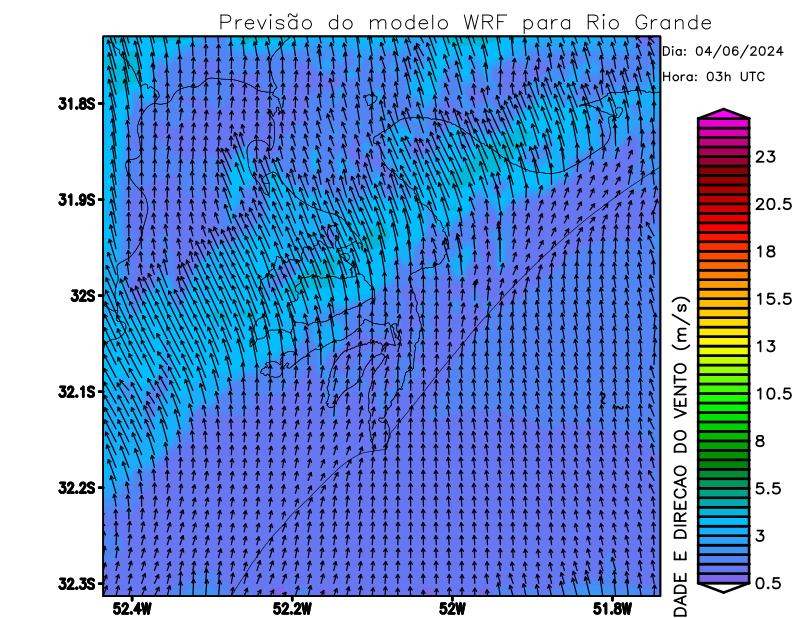 Previsão do modelo WRF para Rio Grande
Dia: 04/06/2024
Hora: 03h UTC
31.8S
31.9S
32S
32.1S
32.2S
32.3S
52.4W
52.2W
52W
51.8W
DADE E DIRECAO DO VENTO (m/s)
23
20.5
18
15.5
13
10.5
8
5.5
3
0.5